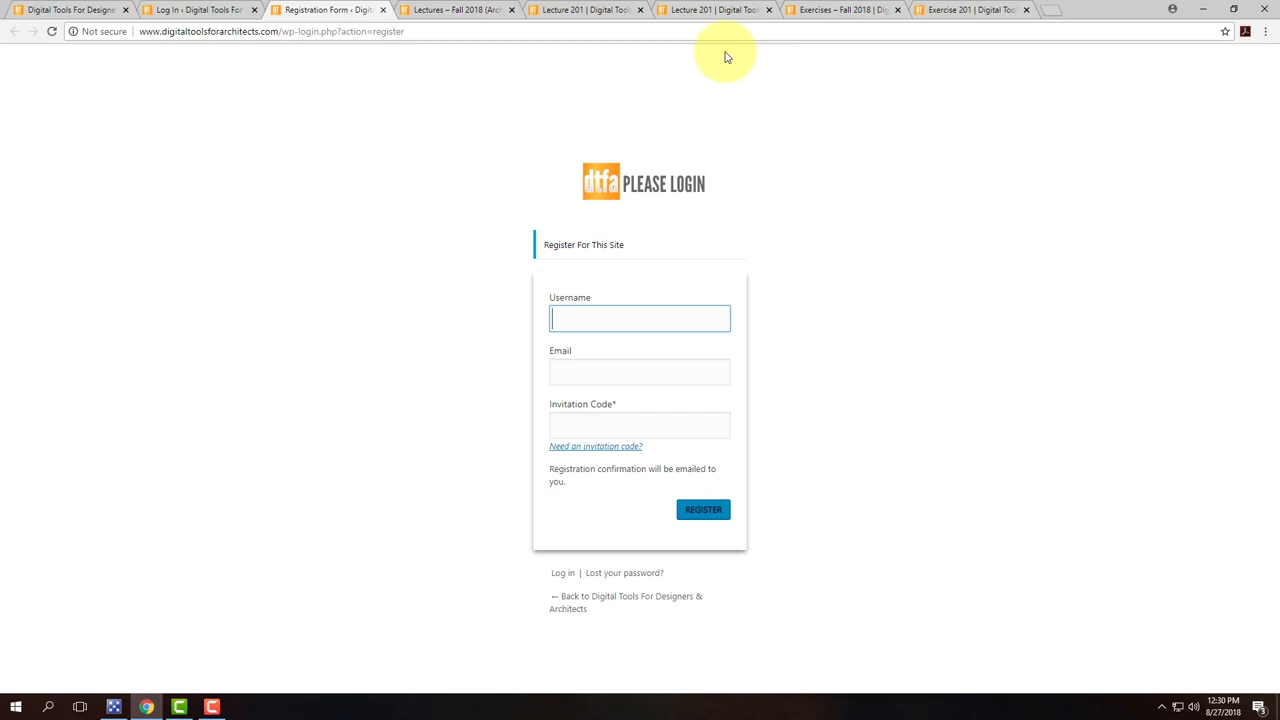 Digital Tools For Designe
Log In ‹ Digital Tools For
Registration Form ‹ Digit
Lectures – Fall 2018 (Arc
Lecture 201 | Digital Tool
Lecture 201 | Digital Tool
Exercises – Fall 2018 | Dig
Exercise 201 | Digital Too
Not secure
www.digitaltoolsforarchitects.com/wp-login.php?action=register
dtfa PLEASE LOGIN
Register For This Site
Username
Email
Invitation Code*
Need an invitation code?
Registration confirmation will be emailed to
you.
REGISTER
Log in | Lost your password?
← Back to Digital Tools For Designers &
Architects
12:30 PM
8/27/2018
3